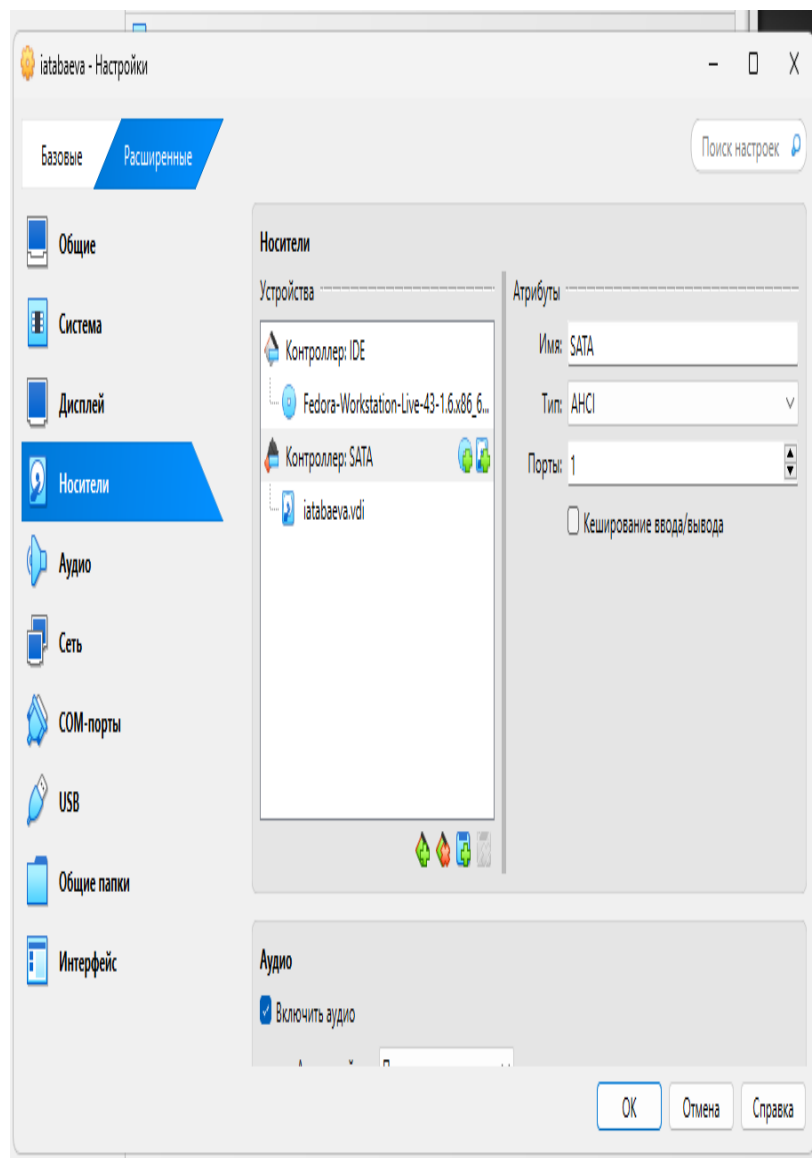 iatabaeva - Настройки
Базовые
Расширенные
Поиск настроек
Общие
Система
Дисплей
Носители
Аудио
Сеть
COM-порты
USB
Общие папки
Интерфейс
Носители
Устройства
Контроллер: IDE
Fedora-Workstation-Live-43-1.6.x86_6...
Контроллер: SATA
iatabaeva.vdi
Атрибуты
Имя: SATA
Тип: AHCI
Порты: 1
Кеширование ввода/вывода
Аудио
Включить аудио
OK
Отмена
Справка